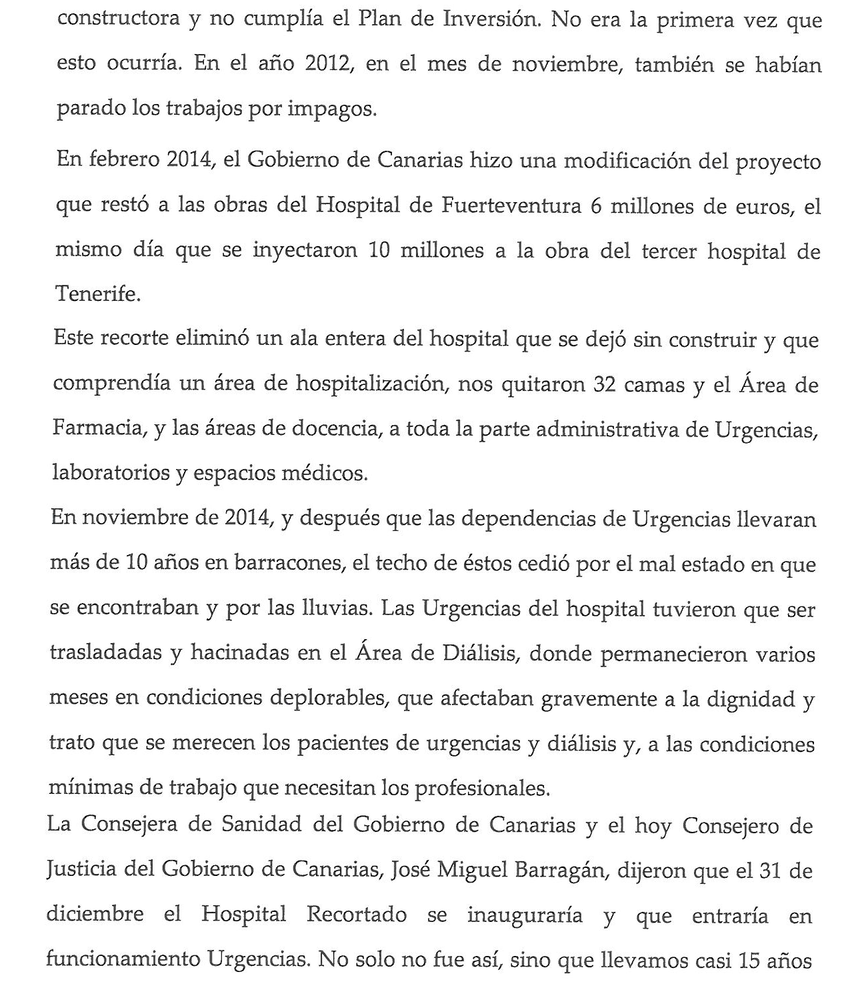 constructora y no cumplía el Plan de Inversión. No era la primera vez que
esto ocurría. En el año 2012, en el mes de noviembre, también se habían
parado los trabajos por impagos.
En febrero 2014, el Gobierno de Canarias hizo una modificación del proyecto
que restó a las obras del Hospital de Fuerteventura 6 millones de euros, el
mismo día que se inyectaron 10 millones a la obra del tercer hospital de
Tenerife.
Este recorte eliminó un ala entera del hospital que se dejó sin construir y que
comprendía un área de hospitalización, nos quitaron 32 camas y el Área de
Farmacia, y las áreas de docencia, a toda la parte administrativa de Urgencias,
laboratorios y espacios médicos.
En noviembre de 2014, y después que las dependencias de Urgencias llevaran
más de 10 años en barracones, el techo de éstos cedió por el mal estado en que
se encontraban y por las lluvias. Las Urgencias del hospital tuvieron que ser
trasladadas y hacinadas en el Área de Diálisis, donde permanecieron varios
meses en condiciones deplorables, que afectaban gravemente a la dignidad y
trato que se merecen los pacientes de urgencias y diálisis y, a las condiciones
mínimas de trabajo que necesitan los profesionales.
La Consejera de Sanidad del Gobierno de Canarias y el hoy Consejero de
Justicia del Gobierno de Canarias, José Miguel Barragán, dijeron que el 31 de
diciembre el Hospital Recortado se inauguraría y que entraría en
funcionamiento Urgencias. No solo no fue así, sino que llevamos casi 15 años